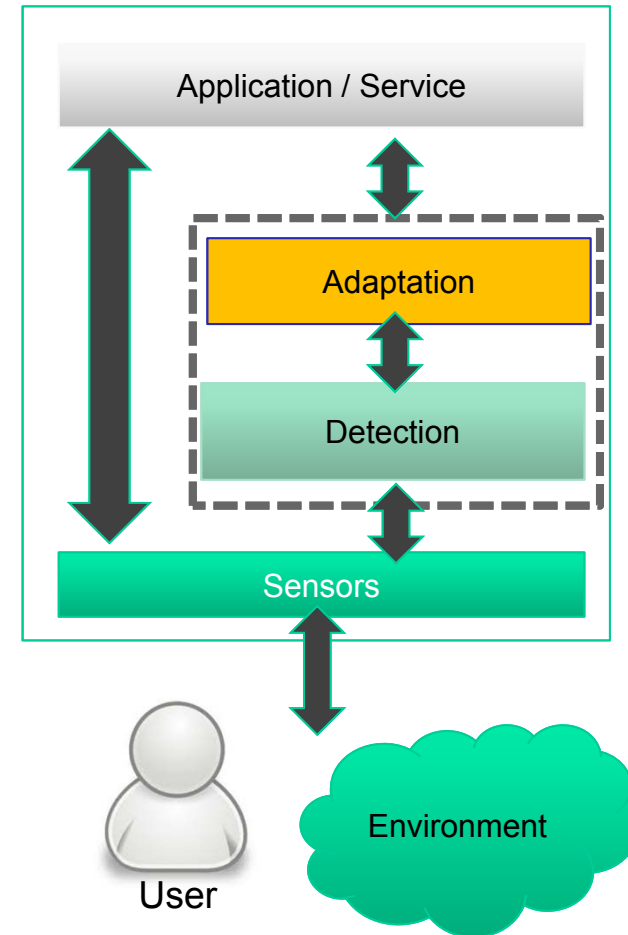 Application / Service
Adaptation
Detection
Sensors
Environment
User